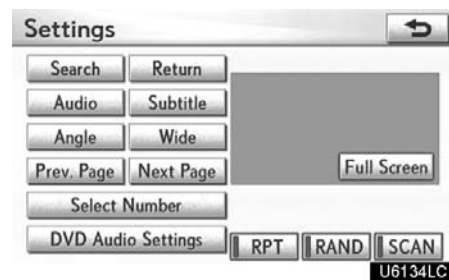 Settings
Search Return
Audio Subtitle
Angle Wide
Prev. Page Next Page Full Screen
Select Number
DVD Audio Settings RPT RAND SCAN
U6134LC